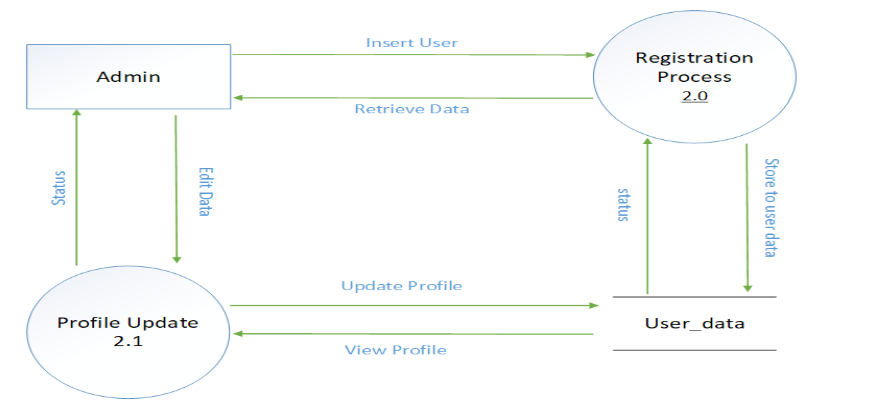 Insert User
Registration
Process
2.0
Admin
Retrieve Data
Status
Edit Data
status
Store to user data
Update Profile
Profile Update
2.1
User_data
View Profile